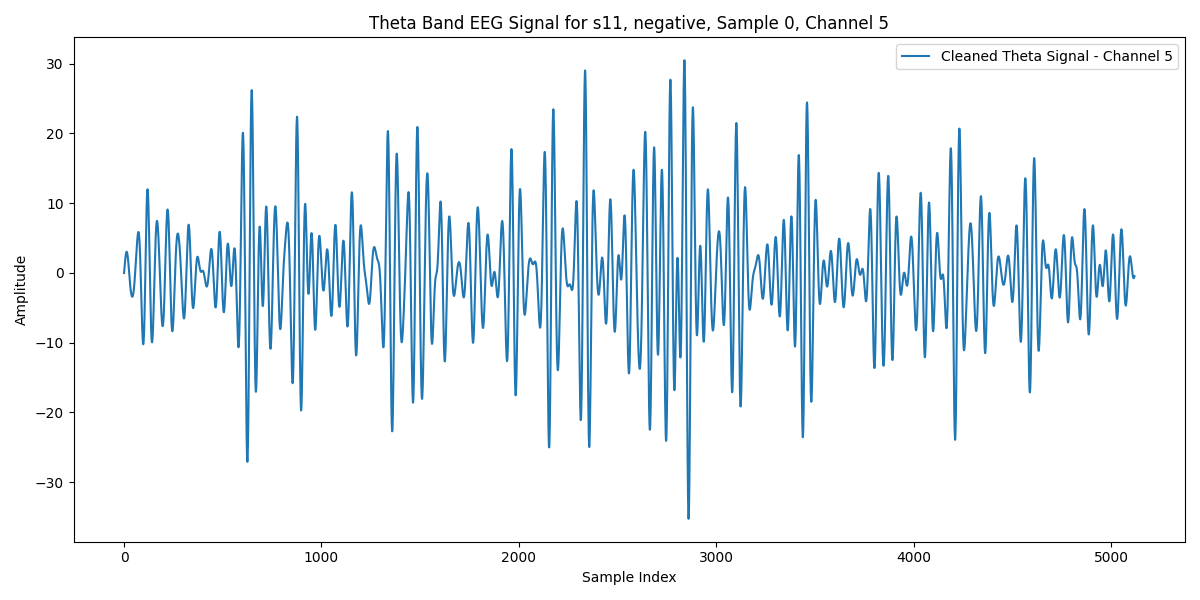 Theta Band EEG Signal for s11, negative, Sample 0, Channel 5
Cleaned Theta Signal - Channel 5
Amplitude
30
20
10
0
−10
−20
−30
0 1000 2000 3000 4000 5000
Sample Index